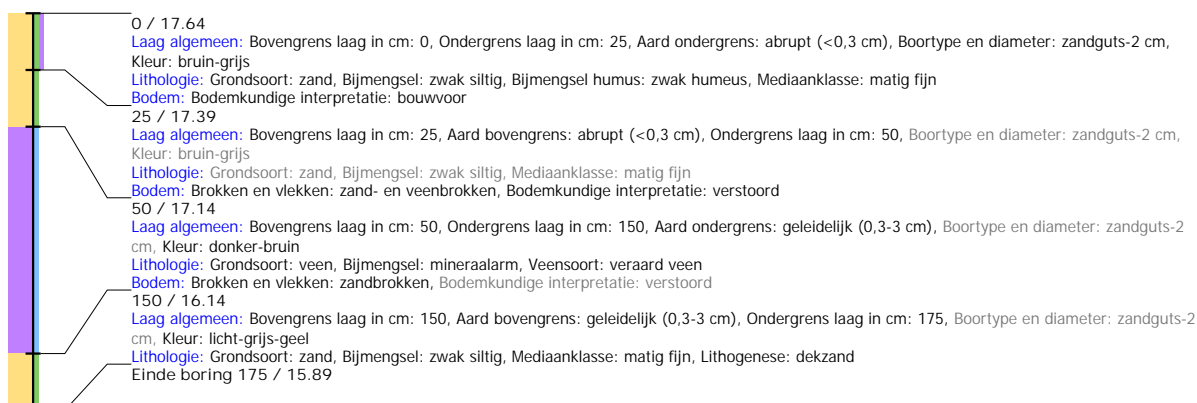 0 / 17.64
Laag algemeen: Bovengrens laag in cm: 0, Ondergrens laag in cm: 25, Aard ondergrens: abrupt (<0,3 cm), Boortype en diameter: zandguts-2 cm,
Kleur: bruin-grijs
Lithologie: Grondsoort: zand, Bijmengsel: zwak siltig, Bijmengsel humus: zwak humeus, Mediaanklasse: matig fijn
Bodem: Bodemkundige interpretatie: bouwvoor
25 / 17.39
Laag algemeen: Bovengrens laag in cm: 25, Aard bovengrens: abrupt (<0,3 cm), Ondergrens laag in cm: 50, Boortype en diameter: zandguts-2 cm,
Kleur: bruin-grijs
Lithologie: Grondsoort: zand, Bijmengsel: zwak siltig, Mediaanklasse: matig fijn
Bodem: Brokken en vlekken: zand- en veenbrokken, Bodemkundige interpretatie: verstoord
50 / 17.14
Laag algemeen: Bovengrens laag in cm: 50, Ondergrens laag in cm: 150, Aard ondergrens: geleidelijk (0,3-3 cm), Boortype en diameter: zandguts-2
cm, Kleur: donker-bruin
Lithologie: Grondsoort: veen, Bijmengsel: mineraalarm, Veensoort: veraard veen
Bodem: Brokken en vlekken: zandbrokken, Bodemkundige interpretatie: verstoord
150 / 16.14
Laag algemeen: Bovengrens laag in cm: 150, Aard bovengrens: geleidelijk (0,3-3 cm), Ondergrens laag in cm: 175, Boortype en diameter: zandguts-2
cm, Kleur: licht-grijs-geel
Lithologie: Grondsoort: zand, Bijmengsel: zwak siltig, Mediaanklasse: matig fijn, Lithogenese: dekzand
Einde boring 175 / 15.89